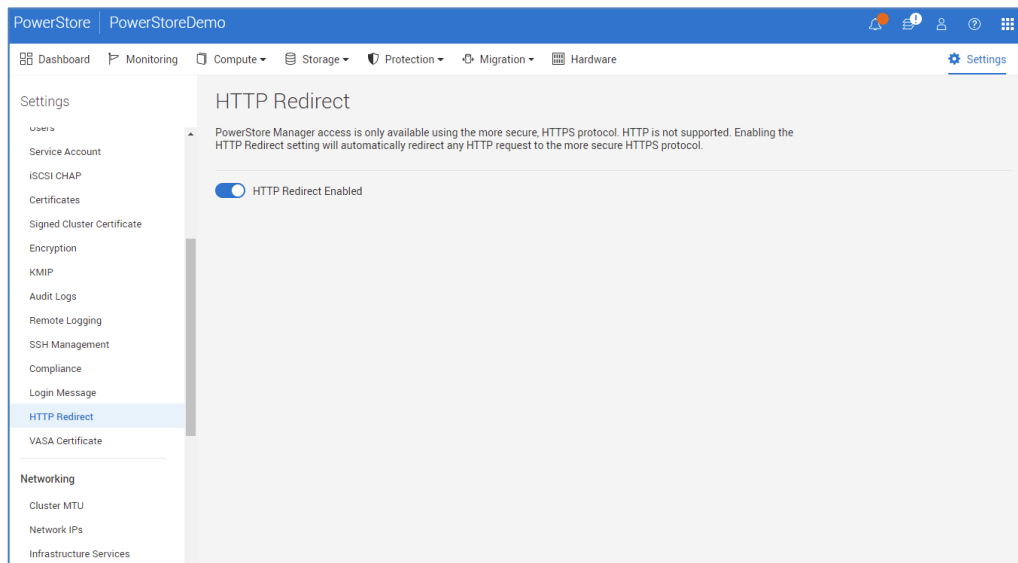 PowerStore PowerStoreDemo
Dashboard Monitoring Compute Storage Protection Migration Hardware Settings
Settings
Users
Service Account
iSCSI CHAP
Certificates
Signed Cluster Certificate
Encryption
KMIP
Audit Logs
Remote Logging
SSH Management
Compliance
Login Message
HTTP Redirect
VASA Certificate
Networking
Cluster MTU
Network IPs
Infrastructure Services
HTTP Redirect
PowerStore Manager access is only available using the more secure, HTTPS protocol. HTTP is not supported. Enabling the
HTTP Redirect setting will automatically redirect any HTTP request to the more secure HTTPS protocol.
HTTP Redirect Enabled